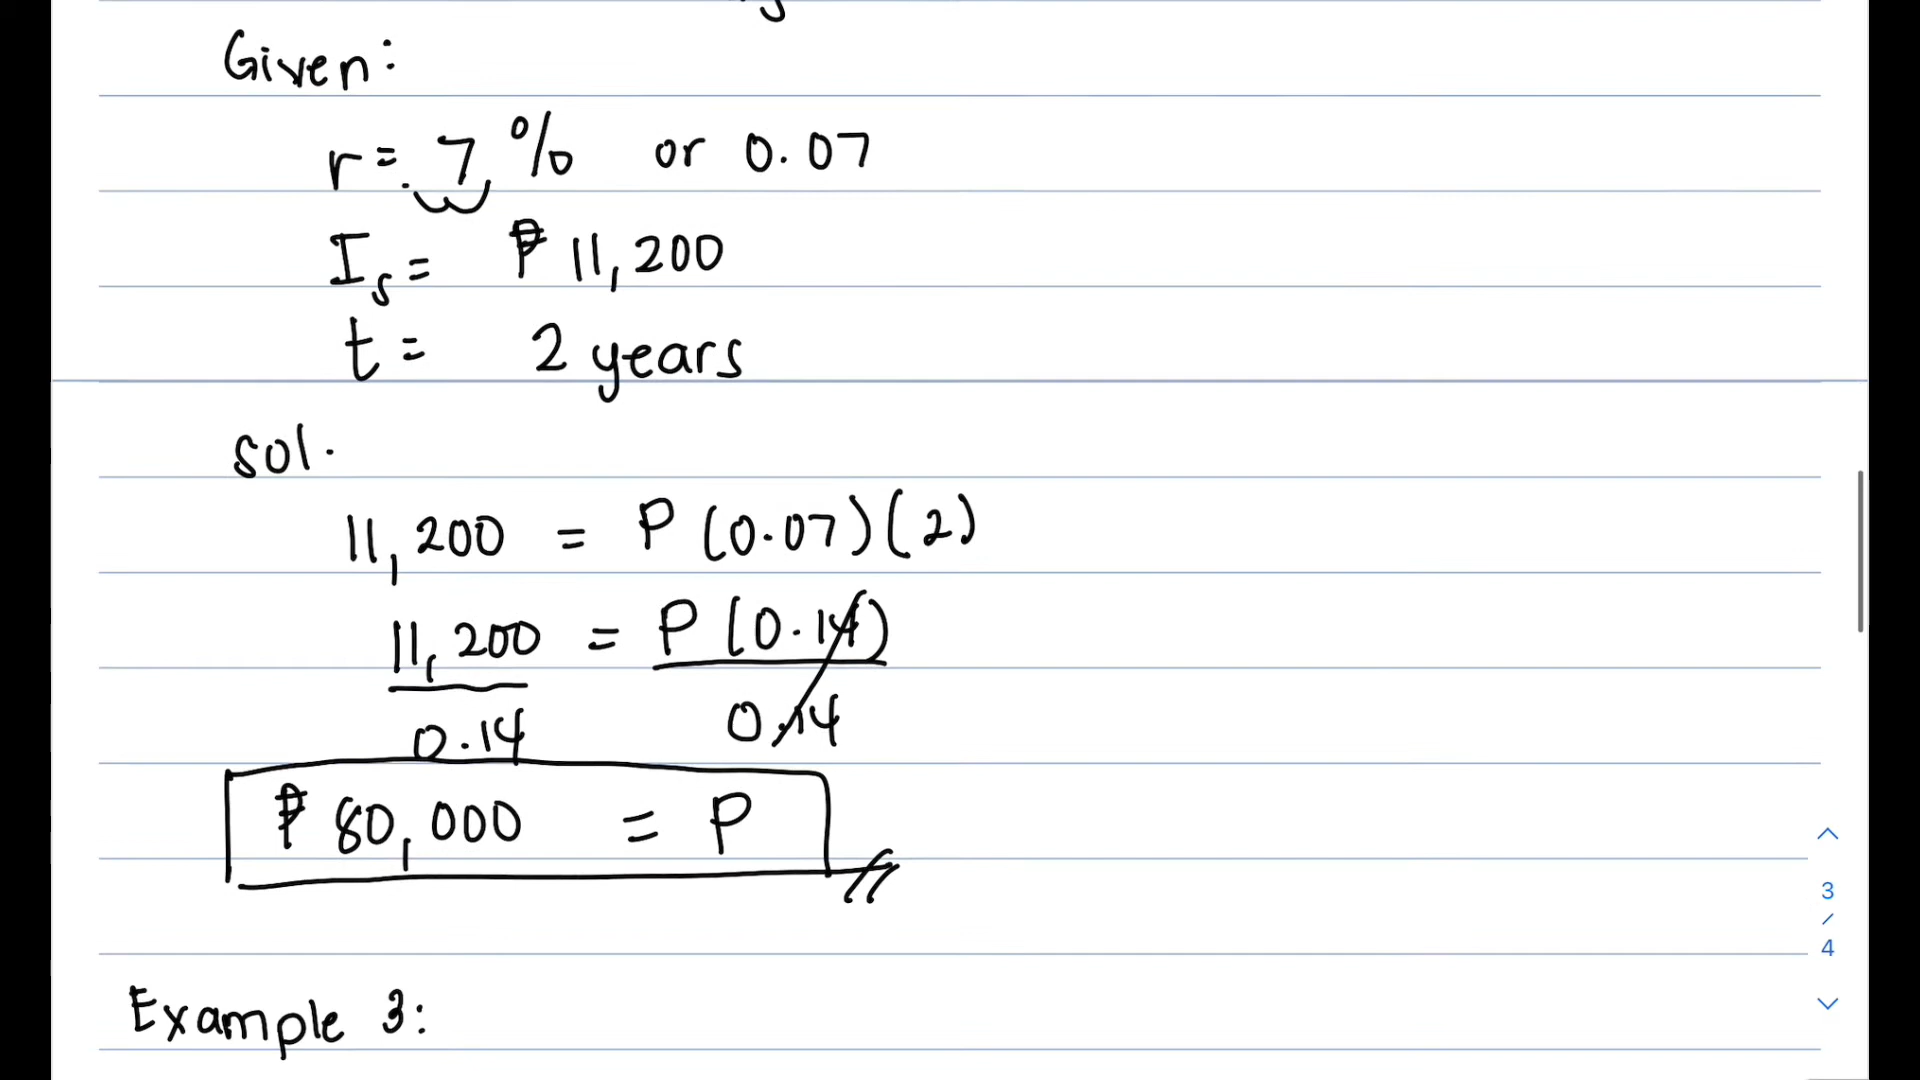 Given:
r = 7 % or 0.07
Is = ₱ 11,200
t = 2 years
sol.
11,200 = P (0.07)(2)
11,200 = P (0.14)
0.14 0.14
₱ 80,000 = P
3
/
4
Example 3: